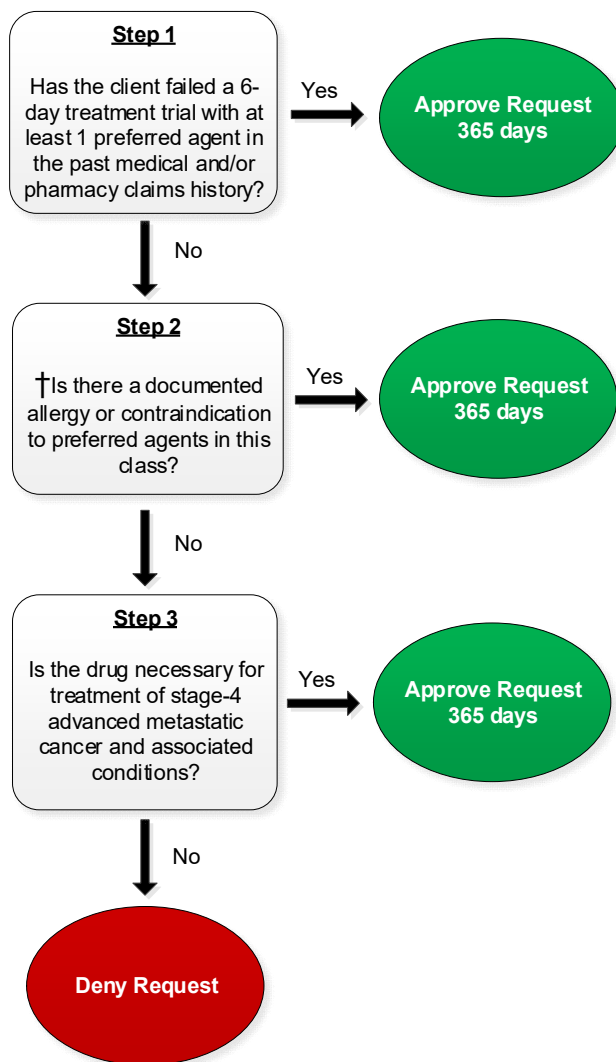 Step 1
Has the client failed a 6-
day treatment trial with at
least 1 preferred agent in
the past medical and/or
pharmacy claims history?
Yes
Approve Request
365 days
No
Step 2
†Is there a documented
allergy or contraindication
to preferred agents in this
class?
Yes
Approve Request
365 days
No
Step 3
Is the drug necessary for
treatment of stage-4
advanced metastatic
cancer and associated
conditions?
Yes
Approve Request
365 days
No
Deny Request